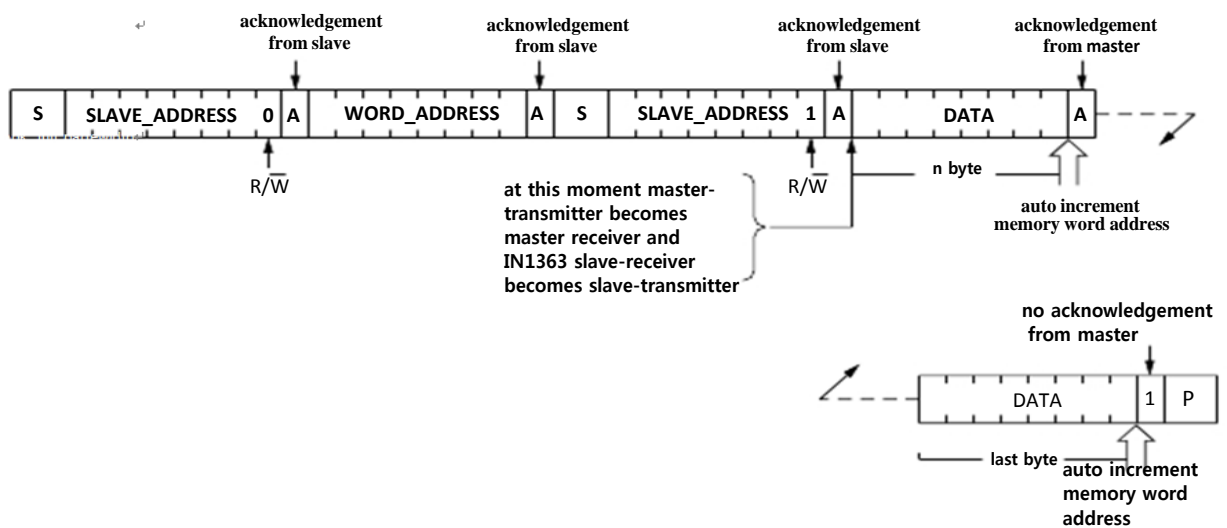 acknowledgement
from slave
acknowledgement
from slave
acknowledgement
from slave
acknowledgement
from master
S SLAVE_ADDRESS 0 A WORD_ADDRESS A S SLAVE_ADDRESS 1 A DATA A
R/W̅
R/W̅
n byte
at this moment master-
transmitter becomes
master receiver and
IN1363 slave-receiver
becomes slave-transmitter
auto increment
memory word address
no acknowledgement
from master
DATA 1 P
last byte
auto increment
memory word
address